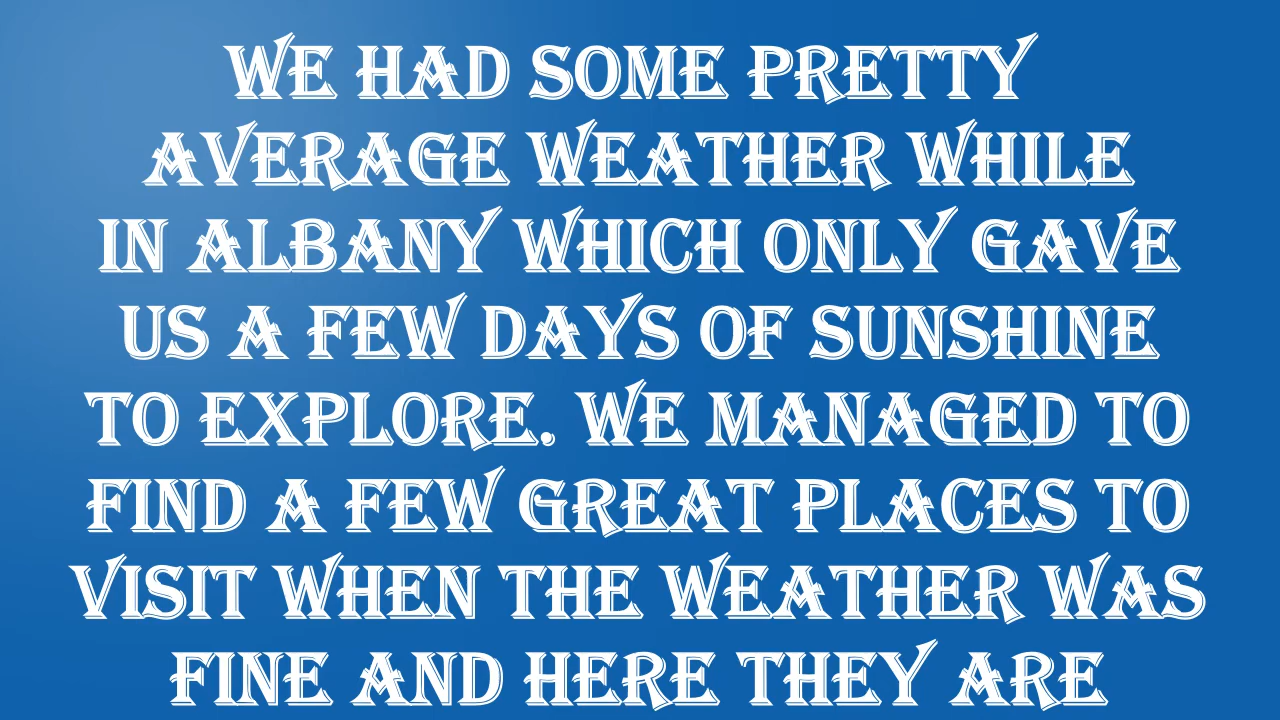 WE HAD SOME PRETTY
AVERAGE WEATHER WHILE
IN ALBANY WHICH ONLY GAVE
US A FEW DAYS OF SUNSHINE
TO EXPLORE. WE MANAGED TO
FIND A FEW GREAT PLACES TO
VISIT WHEN THE WEATHER WAS
FINE AND HERE THEY ARE